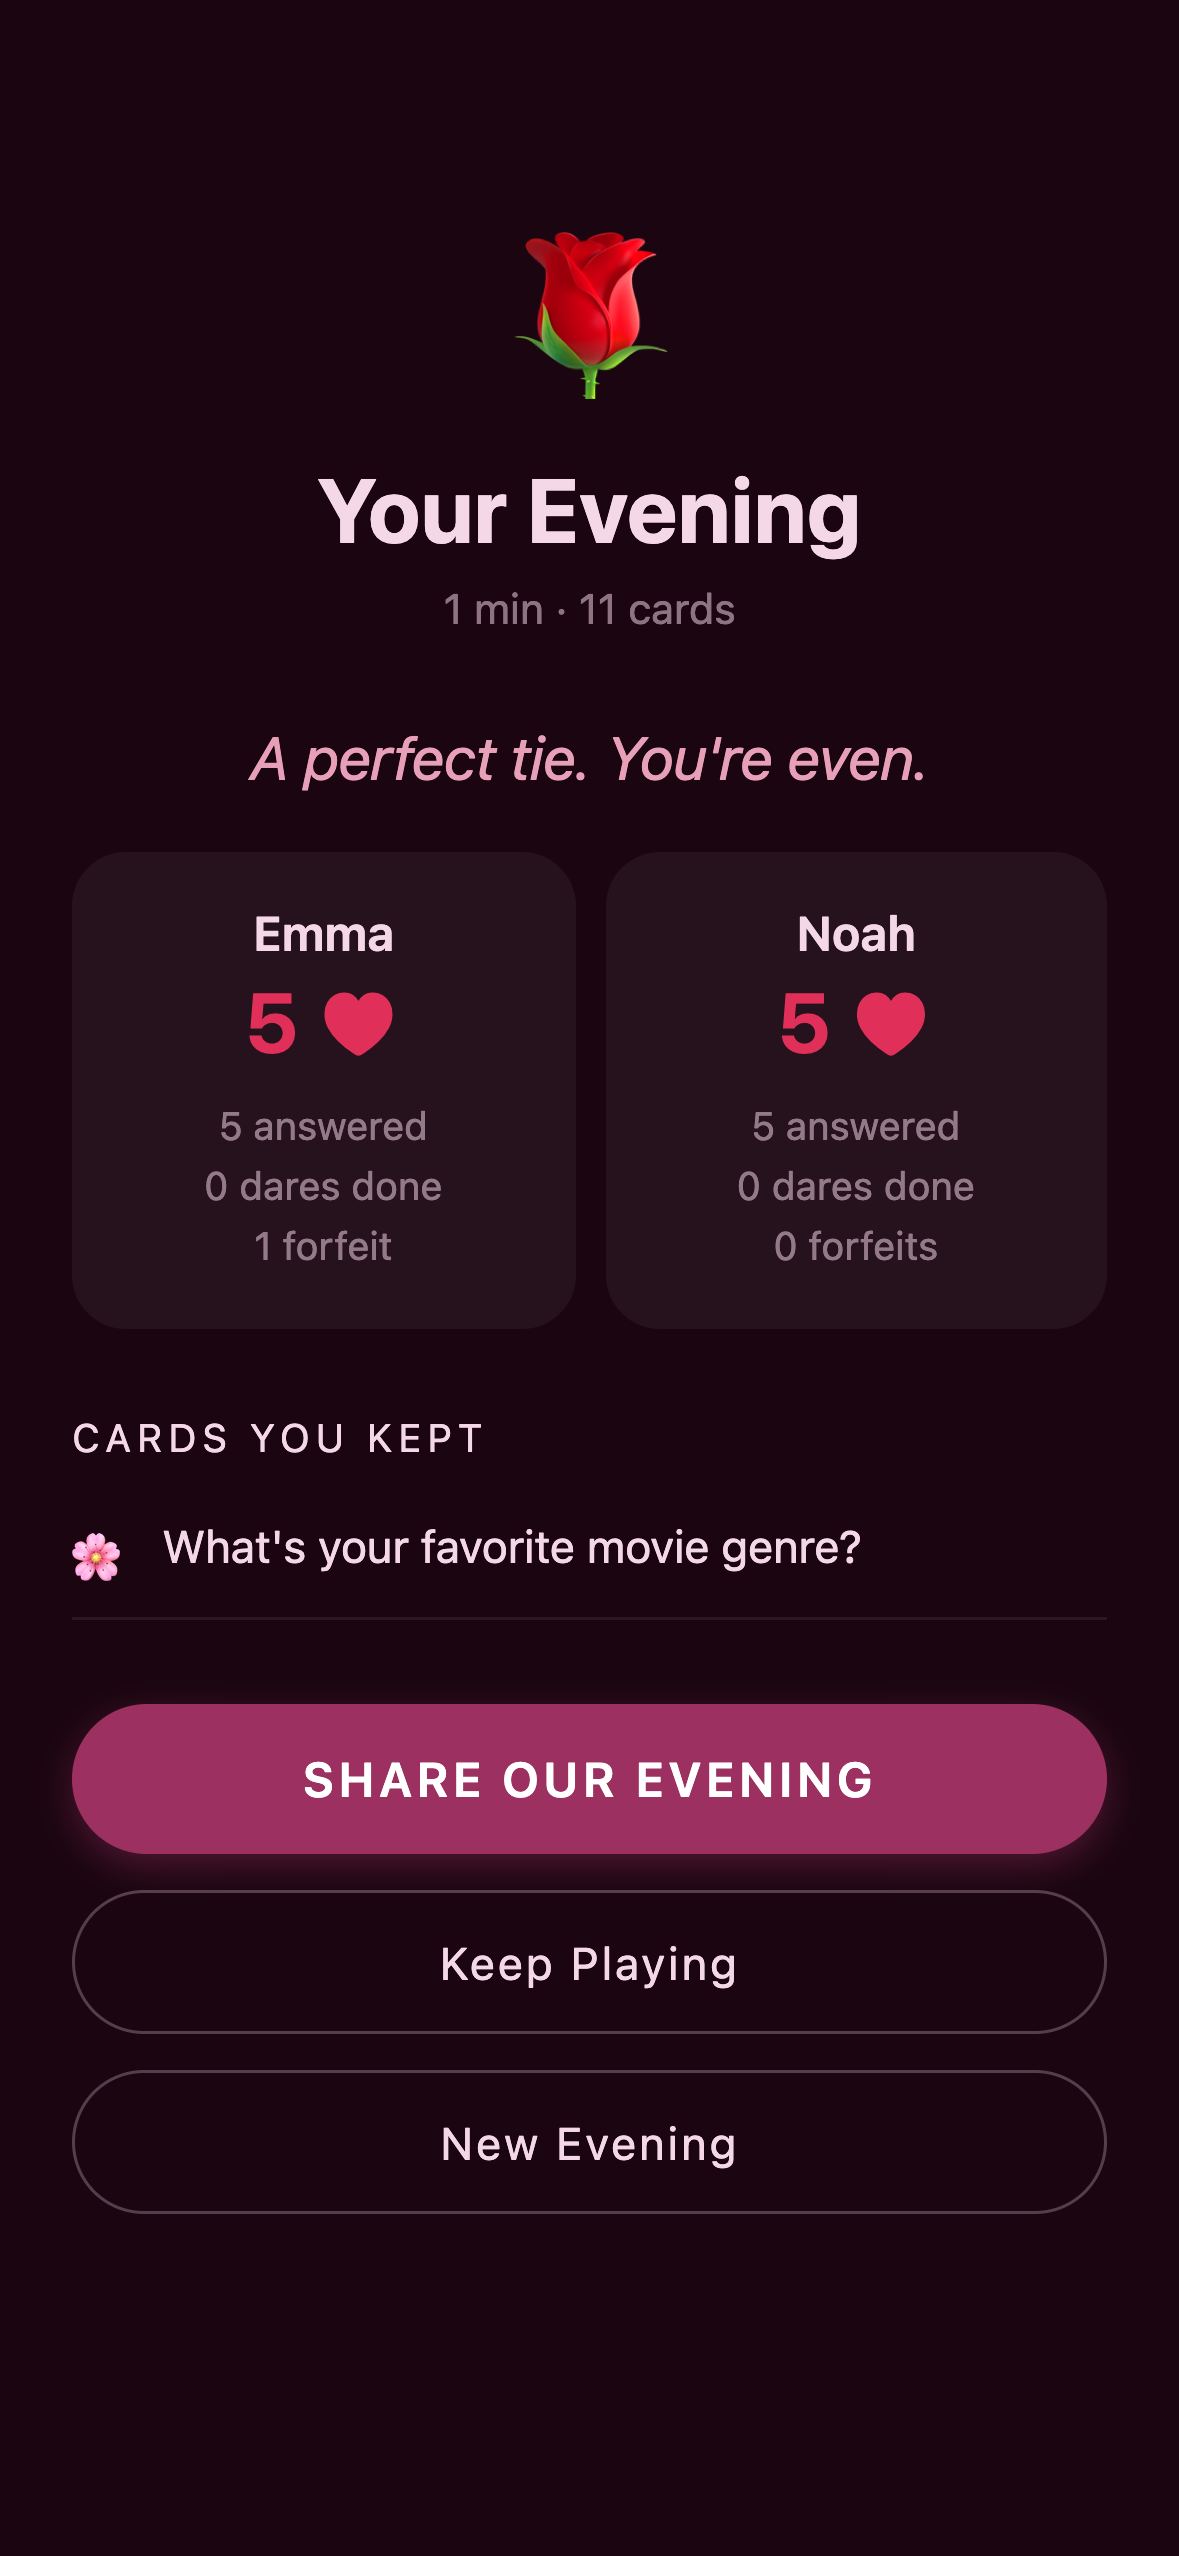 Your Evening
1 min · 11 cards
A perfect tie. You're even.
Emma
5
5 answered
0 dares done
1 forfeit
Noah
5
5 answered
0 dares done
0 forfeits
CARDS YOU KEPT
What's your favorite movie genre?
SHARE OUR EVENING
Keep Playing
New Evening